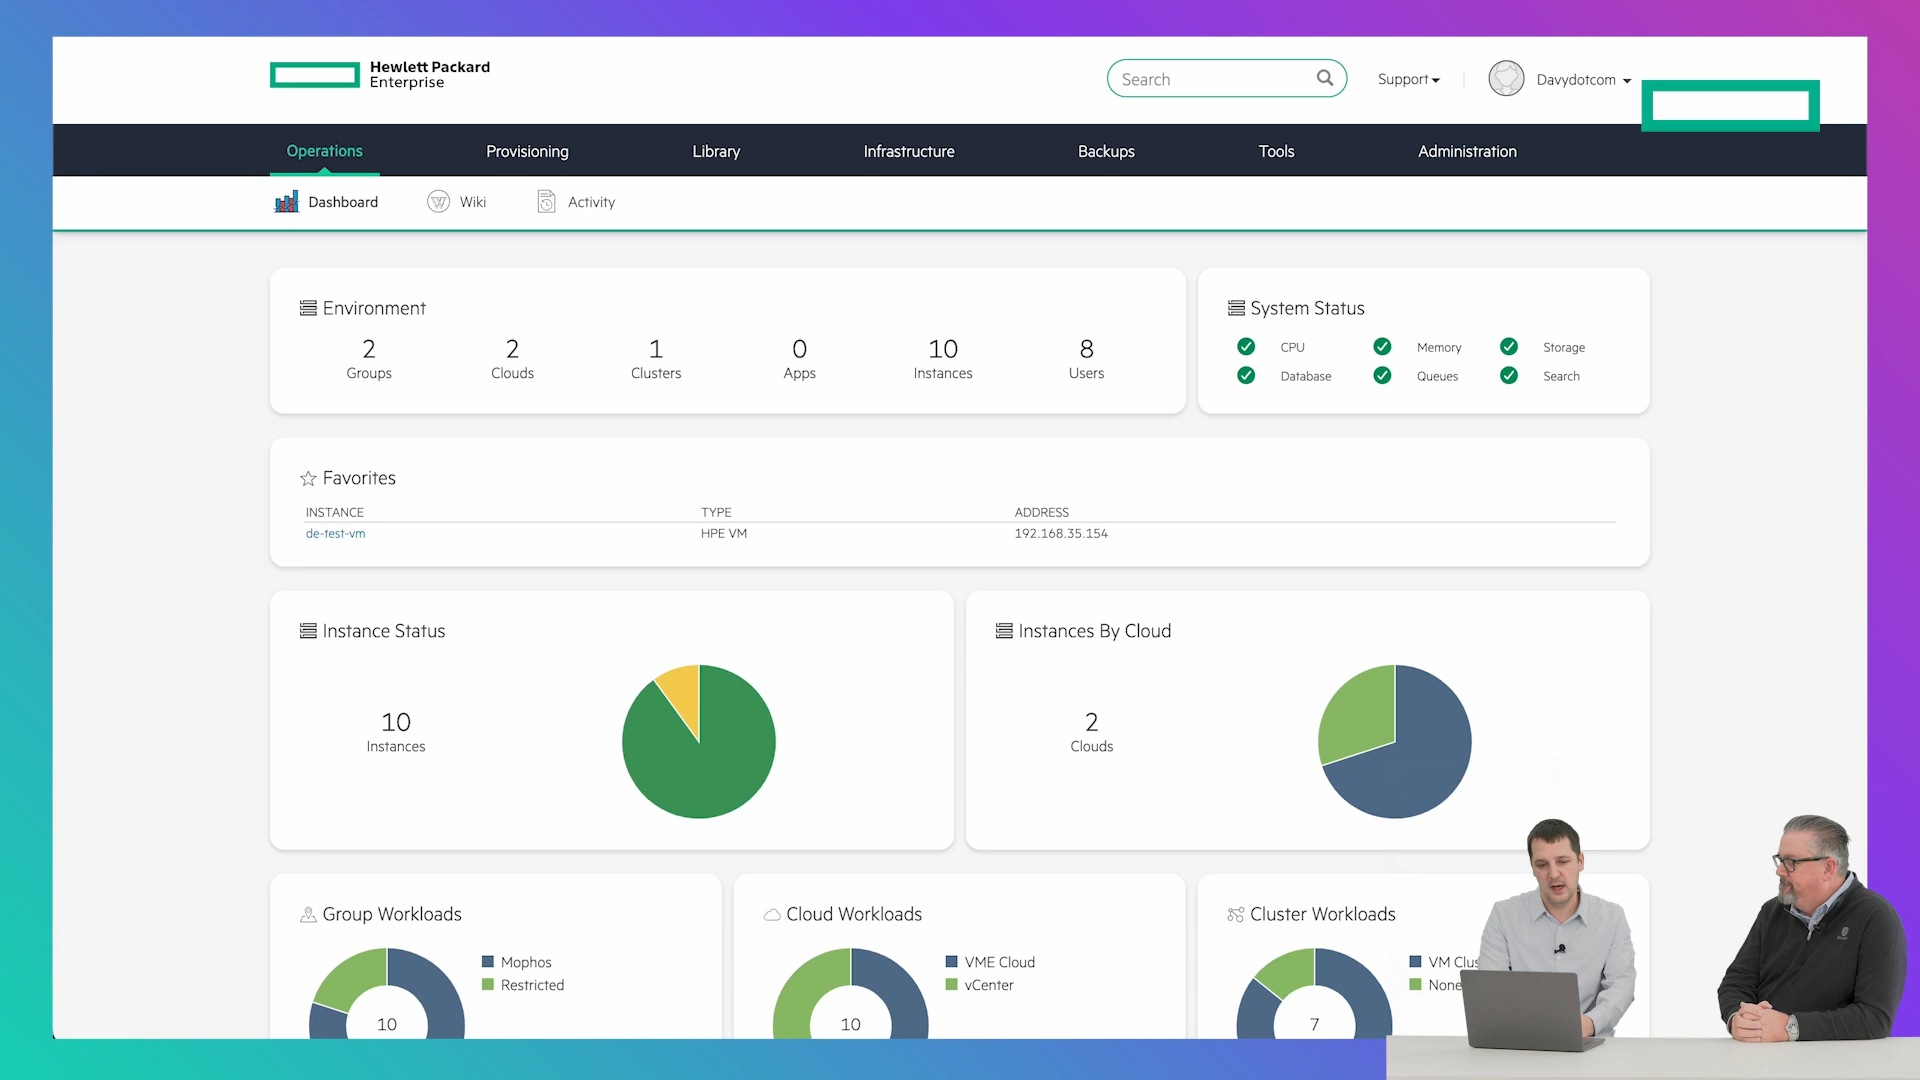 Hewlett Packard
Enterprise
Search
Support
Davydotcom
Operations
Provisioning
Library
Infrastructure
Backups
Tools
Administration
Dashboard
Wiki
Activity
Environment
2
Groups
2
Clouds
1
Clusters
0
Apps
10
Instances
8
Users
System Status
CPU
Memory
Storage
Database
Queues
Search
Favorites
INSTANCE TYPE ADDRESS
de-test-vm HPE VM 192.168.35.154
Instance Status
10
Instances
Instances By Cloud
2
Clouds
Group Workloads
Mophos
Restricted
10
Cloud Workloads
VME Cloud
vCenter
10
Cluster Workloads
VM Clus
None
7